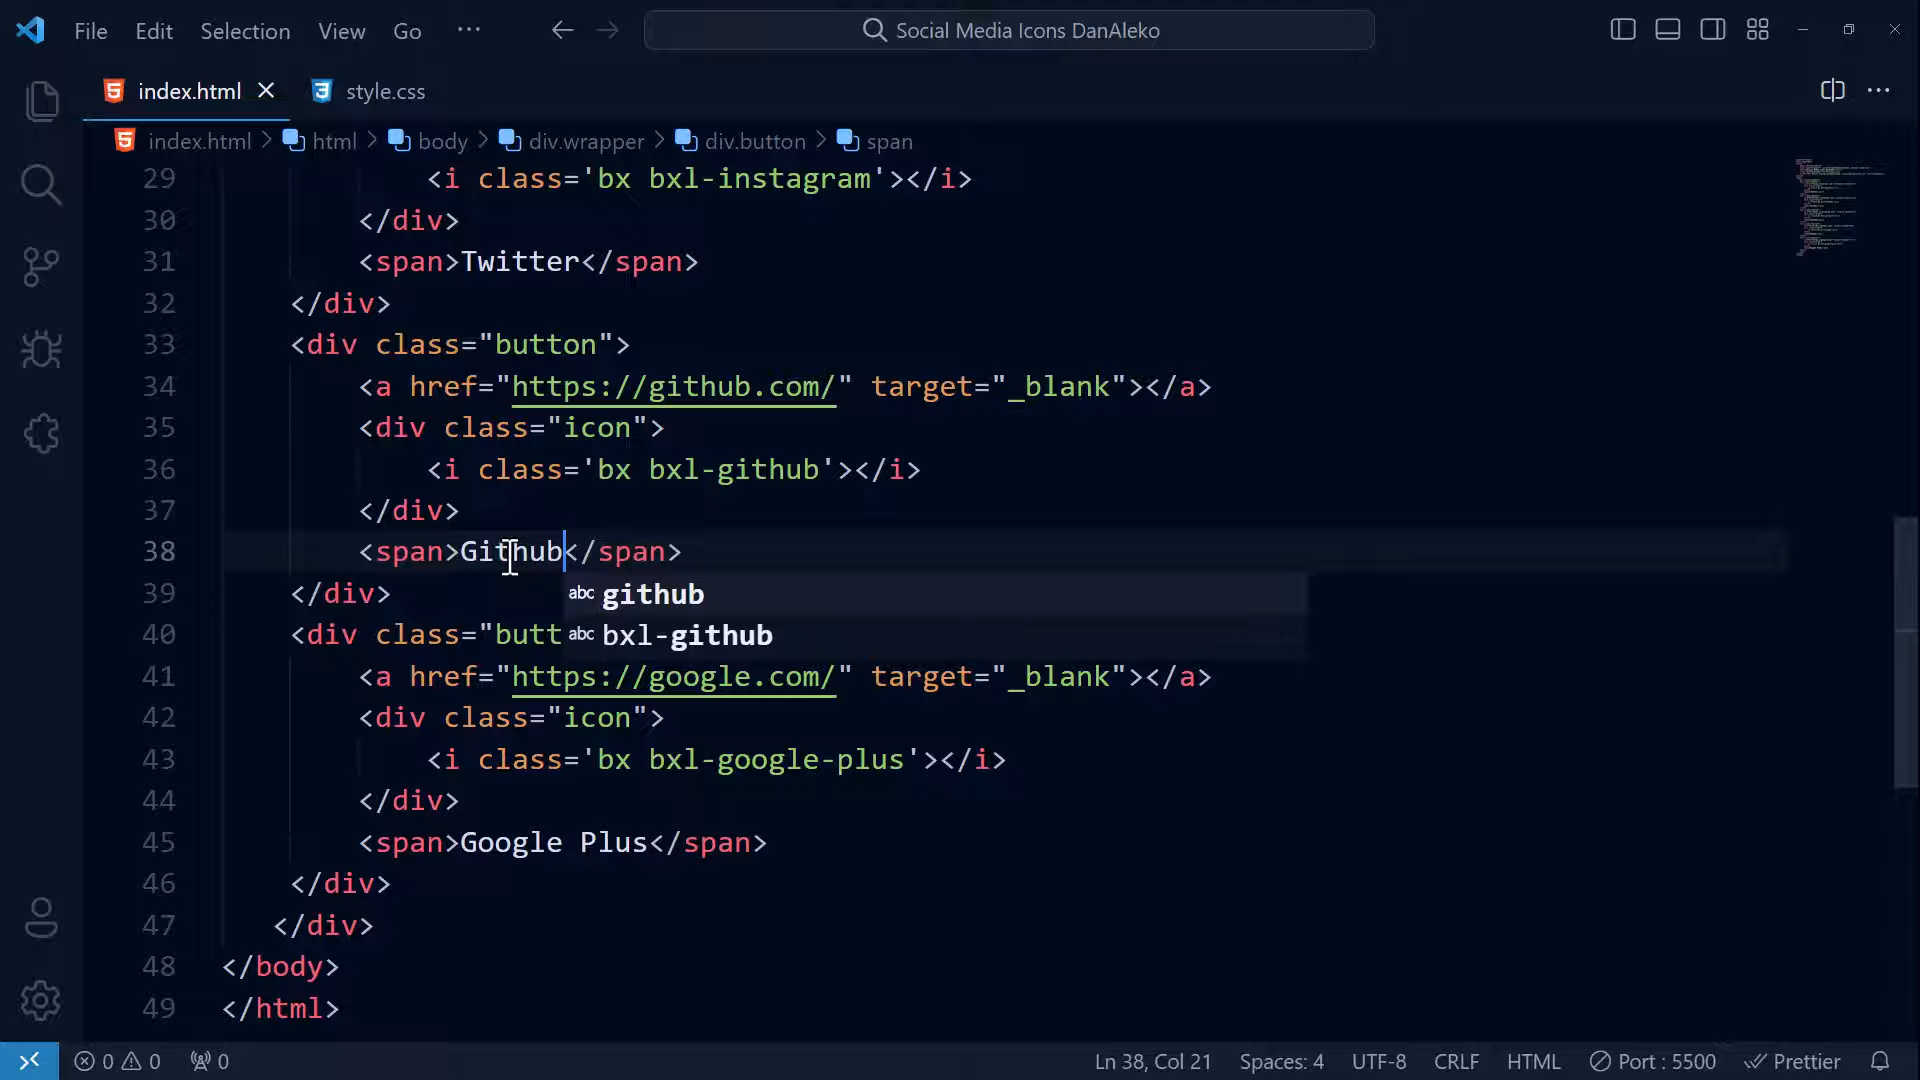 File Edit Selection View Go ··· Social Media Icons DanAleko
index.html style.css
index.html > html > body > div.wrapper > div.button > span
29 <i class='bx bxl-instagram'></i>
30 </div>
31 <span>Twitter</span>
32 </div>
33 <div class="button">
34 <a href="https://github.com/" target="_blank"></a>
35 <div class="icon">
36 <i class='bx bxl-github'></i>
37 </div>
38 <span>Github</span>
39 </div>
abc github
40 <div class="butt
abc bxl-github
41 <a href="https://google.com/" target="_blank"></a>
42 <div class="icon">
43 <i class='bx bxl-google-plus'></i>
44 </div>
45 <span>Google Plus</span>
46 </div>
47 </div>
48 </body>
49 </html>
0 0 0 Ln 38, Col 21 Spaces: 4 UTF-8 CRLF HTML Port : 5500 Prettier